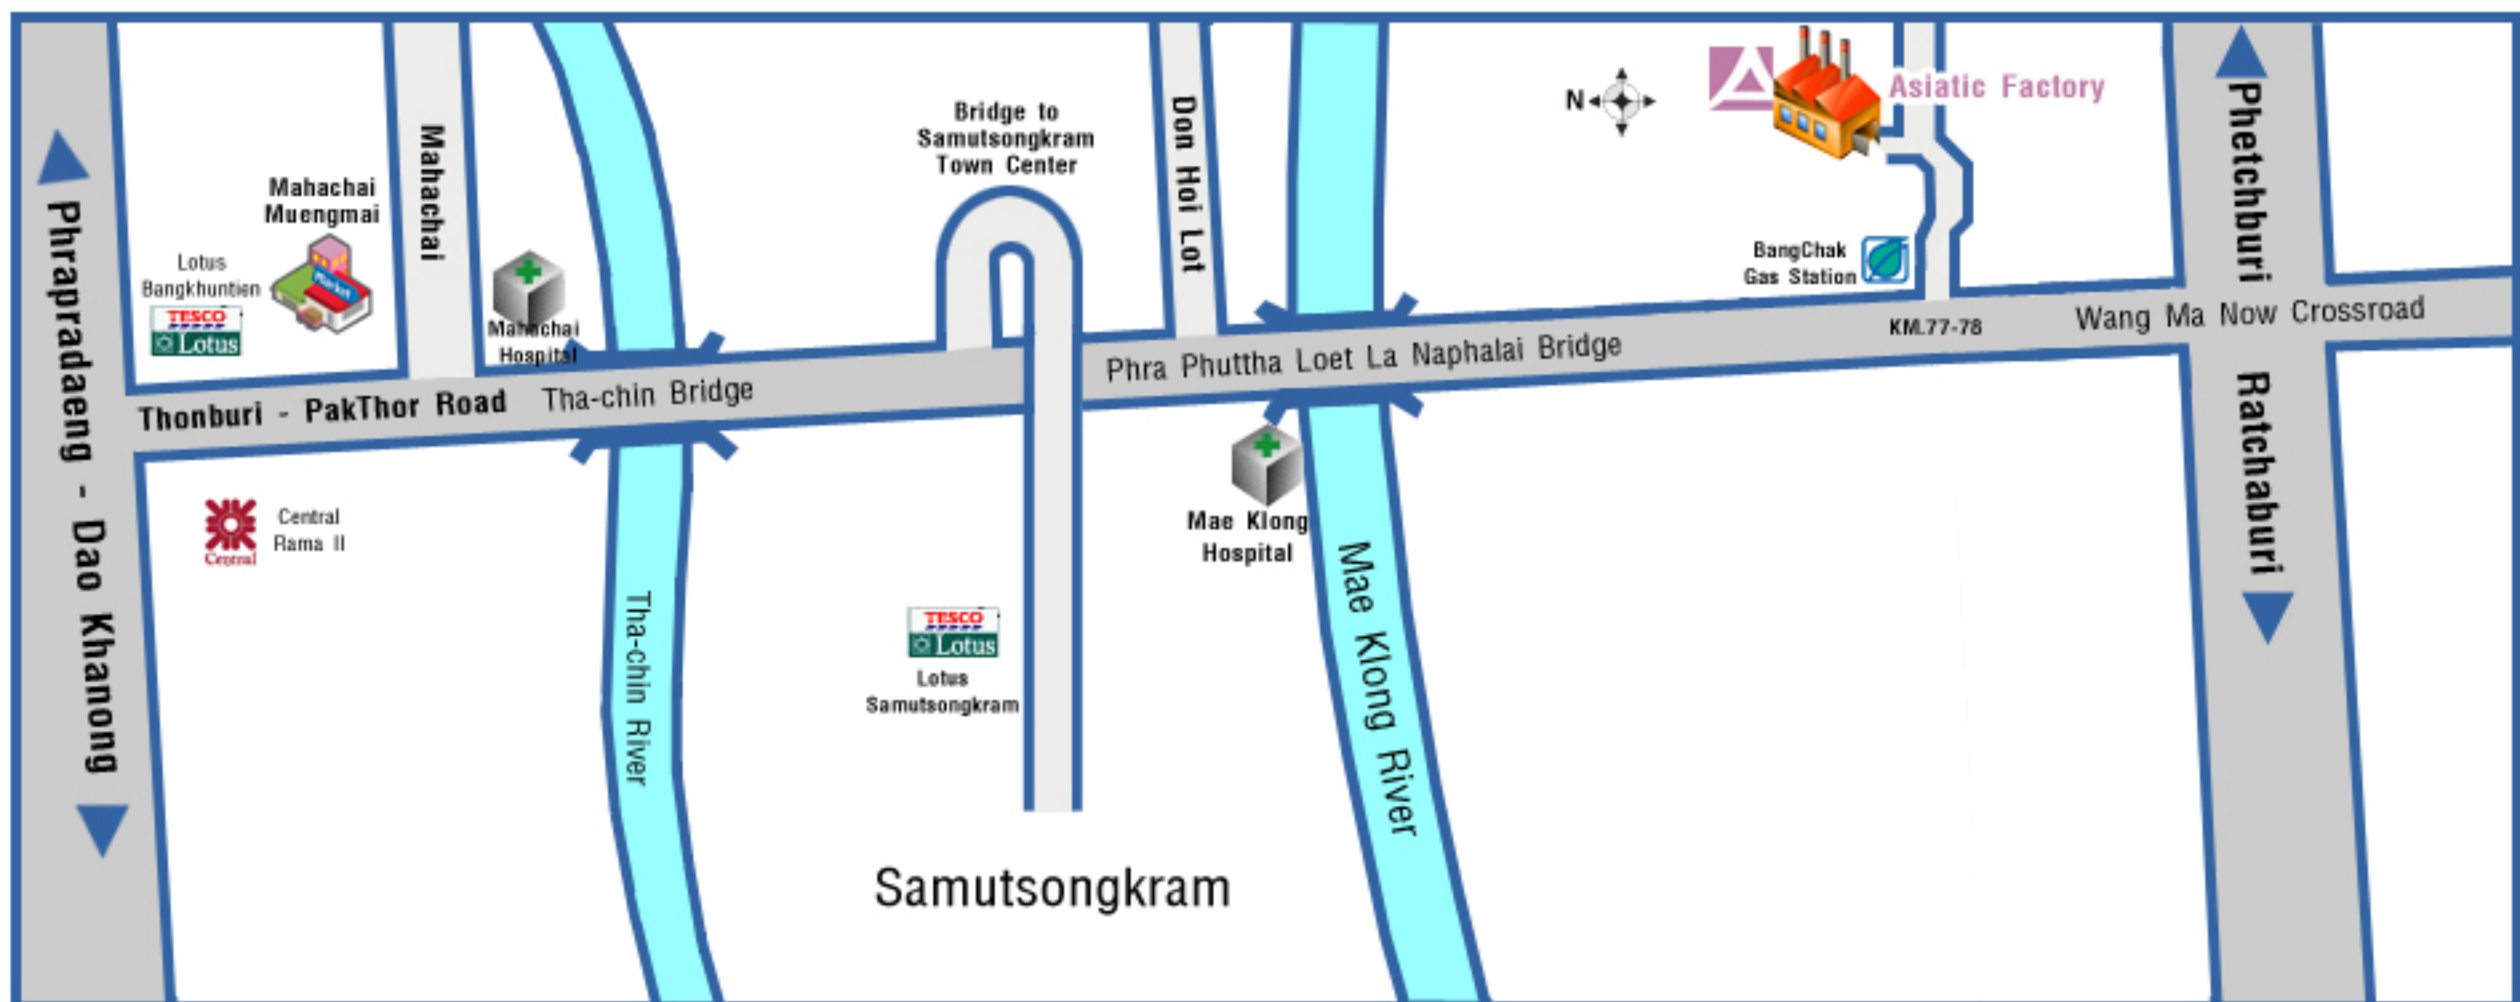 Phrapradaeng - Dao Khanong
Lotus
Bangkhuntien
TESCO
Lotus
Mahachai
Muengmai
Market
Mahachai
Mahachai
Hospital
Thonburi - PakThor Road
Tha-chin Bridge
Central
Central
Rama II
Tha-chin River
Bridge to
Samutsongkram
Town Center
TESCO
Lotus
Lotus
Samutsongkram
Samutsongkram
Don Hoi Lot
Phra Phuttha Loet La Naphalai Bridge
Mae Klong
Hospital
Mae Klong River
N
Asiatic Factory
BangChak
Gas Station
KM.77-78
Wang Ma Now Crossroad
Phetchburi
Ratchaburi